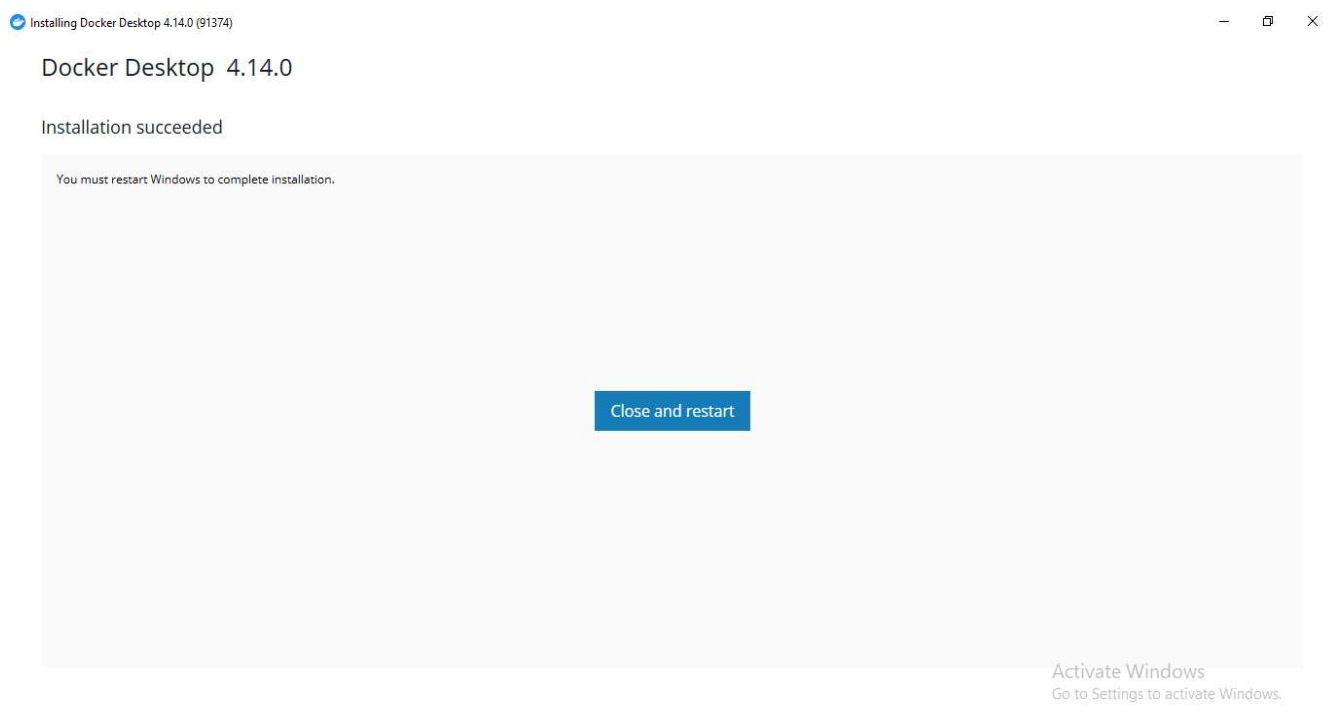 Installing Docker Desktop 4.14.0 (91374)
Docker Desktop 4.14.0
Installation succeeded
You must restart Windows to complete installation.
Close and restart
Activate Windows
Go to Settings to activate Windows.